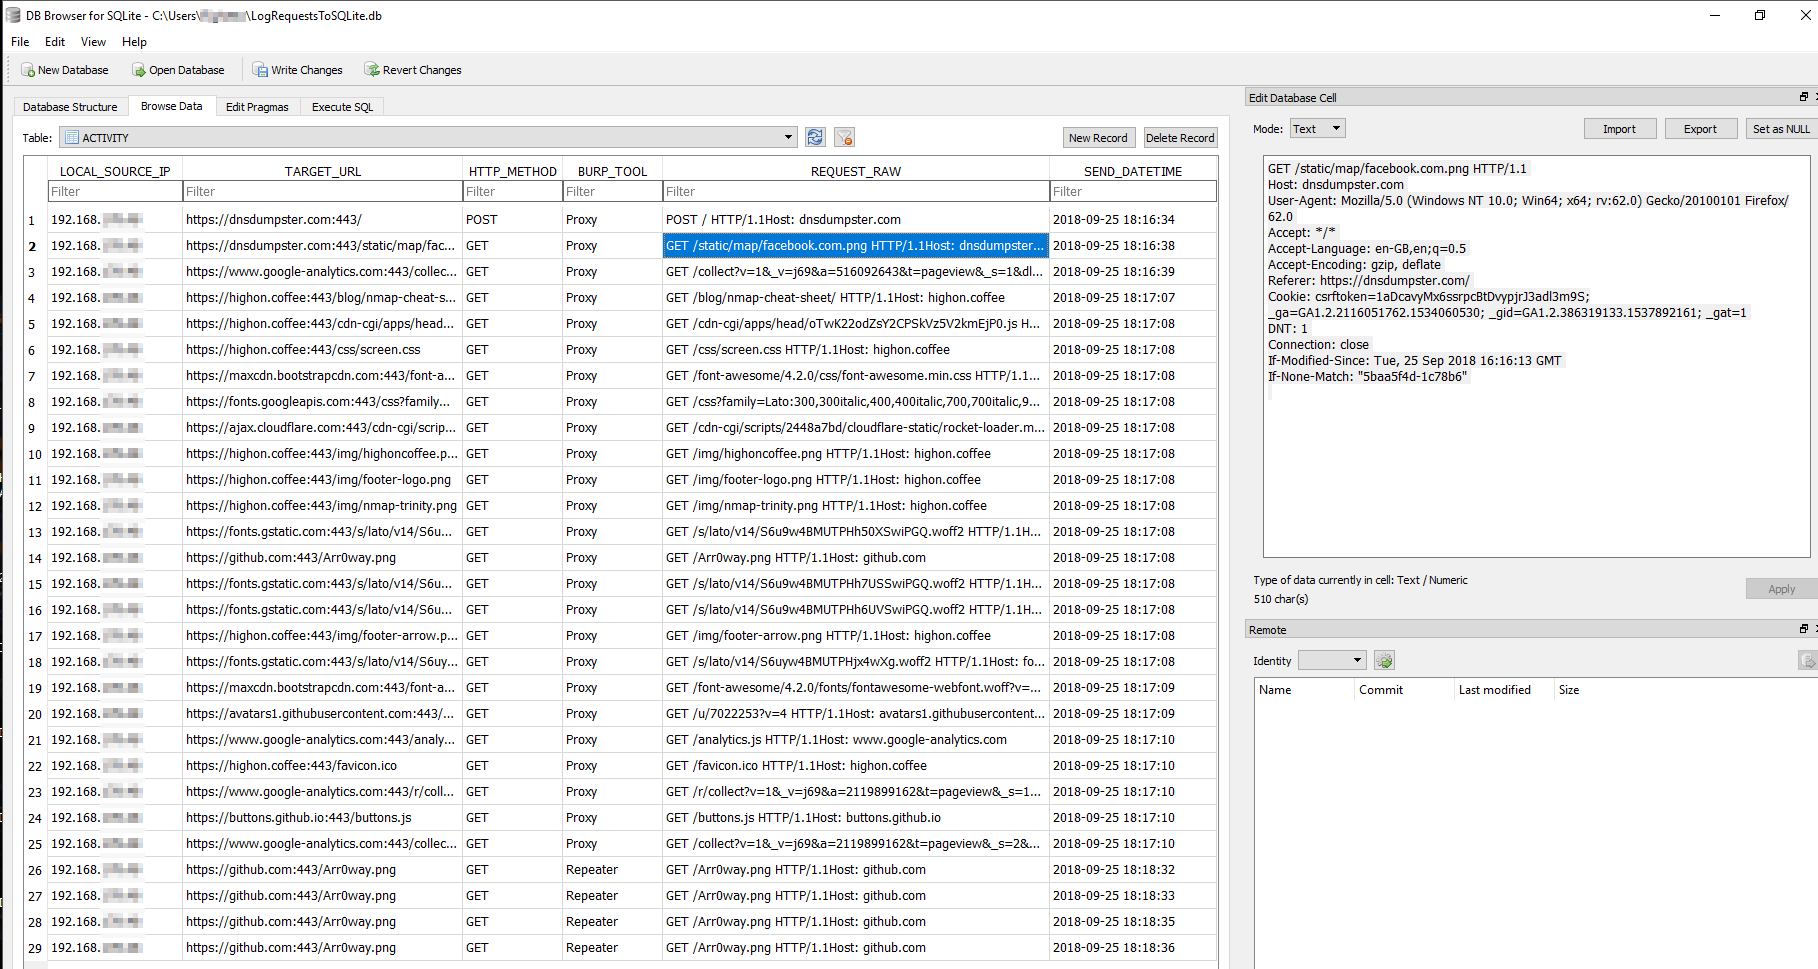 DB Browser for SQLite - C:\Users\ \LogRequestsToSQLite.db
File Edit View Help
New Database Open Database Write Changes Revert Changes
Database Structure Browse Data Edit Pragmas Execute SQL
Table: ACTIVITY New Record Delete Record
LOCAL_SOURCE_IP TARGET_URL HTTP_METHOD BURP_TOOL REQUEST_RAW SEND_DATETIME
Filter Filter Filter Filter Filter Filter
1 192.168. https://dnsdumpster.com:443/ POST Proxy POST / HTTP/1.1Host: dnsdumpster.com 2018-09-25 18:16:34
2 192.168. https://dnsdumpster.com:443/static/map/fac... GET Proxy GET /static/map/facebook.com.png HTTP/1.1Host: dnsdumpster... 2018-09-25 18:16:38
3 192.168. https://www.google-analytics.com:443/collec... GET Proxy GET /collect?v=1&_v=j69&a=516092643&t=pageview&_s=1&dl... 2018-09-25 18:16:39
4 192.168. https://highon.coffee:443/blog/nmap-cheat-s... GET Proxy GET /blog/nmap-cheat-sheet/ HTTP/1.1Host: highon.coffee 2018-09-25 18:17:07
5 192.168. https://highon.coffee:443/cdn-cgi/apps/head... GET Proxy GET /cdn-cgi/apps/head/oTwK22odZsY2CPSkVz5V2kmEjP0.js H... 2018-09-25 18:17:08
6 192.168. https://highon.coffee:443/css/screen.css GET Proxy GET /css/screen.css HTTP/1.1Host: highon.coffee 2018-09-25 18:17:08
7 192.168. https://maxcdn.bootstrapcdn.com:443/font-a... GET Proxy GET /font-awesome/4.2.0/css/font-awesome.min.css HTTP/1.1... 2018-09-25 18:17:08
8 192.168. https://fonts.googleapis.com:443/css?family... GET Proxy GET /css?family=Lato:300,300italic,400,400italic,700,700italic,9... 2018-09-25 18:17:08
9 192.168. https://ajax.cloudflare.com:443/cdn-cgi/scrip... GET Proxy GET /cdn-cgi/scripts/2448a7bd/cloudflare-static/rocket-loader.m... 2018-09-25 18:17:08
10 192.168. https://highon.coffee:443/img/highoncoffee.p... GET Proxy GET /img/highoncoffee.png HTTP/1.1Host: highon.coffee 2018-09-25 18:17:08
11 192.168. https://highon.coffee:443/img/footer-logo.png GET Proxy GET /img/footer-logo.png HTTP/1.1Host: highon.coffee 2018-09-25 18:17:08
12 192.168. https://highon.coffee:443/img/nmap-trinity.png GET Proxy GET /img/nmap-trinity.png HTTP/1.1Host: highon.coffee 2018-09-25 18:17:08
13 192.168. https://fonts.gstatic.com:443/s/lato/v14/S6u... GET Proxy GET /s/lato/v14/S6u9w4BMUTPHh50XSwiPGQ.woff2 HTTP/1.1H... 2018-09-25 18:17:08
14 192.168. https://github.com:443/Arr0way.png GET Proxy GET /Arr0way.png HTTP/1.1Host: github.com 2018-09-25 18:17:08
15 192.168. https://fonts.gstatic.com:443/s/lato/v14/S6u... GET Proxy GET /s/lato/v14/S6u9w4BMUTPHh7USSwiPGQ.woff2 HTTP/1.1H... 2018-09-25 18:17:08
16 192.168. https://fonts.gstatic.com:443/s/lato/v14/S6u... GET Proxy GET /s/lato/v14/S6u9w4BMUTPHh6UVSwiPGQ.woff2 HTTP/1.1H... 2018-09-25 18:17:08
17 192.168. https://highon.coffee:443/img/footer-arrow.p... GET Proxy GET /img/footer-arrow.png HTTP/1.1Host: highon.coffee 2018-09-25 18:17:08
18 192.168. https://fonts.gstatic.com:443/s/lato/v14/S6uy... GET Proxy GET /s/lato/v14/S6uyw4BMUTPHjx4wXg.woff2 HTTP/1.1Host: fo... 2018-09-25 18:17:08
19 192.168. https://maxcdn.bootstrapcdn.com:443/font-a... GET Proxy GET /font-awesome/4.2.0/fonts/fontawesome-webfont.woff?v=... 2018-09-25 18:17:09
20 192.168. https://avatars1.githubusercontent.com:443/... GET Proxy GET /u/7022253?v=4 HTTP/1.1Host: avatars1.githubusercontent... 2018-09-25 18:17:09
21 192.168. https://www.google-analytics.com:443/analy... GET Proxy GET /analytics.js HTTP/1.1Host: www.google-analytics.com 2018-09-25 18:17:10
22 192.168. https://highon.coffee:443/favicon.ico GET Proxy GET /favicon.ico HTTP/1.1Host: highon.coffee 2018-09-25 18:17:10
23 192.168. https://www.google-analytics.com:443/r/coll... GET Proxy GET /r/collect?v=1&_v=j69&a=2119899162&t=pageview&_s=1... 2018-09-25 18:17:10
24 192.168. https://buttons.github.io:443/buttons.js GET Proxy GET /buttons.js HTTP/1.1Host: buttons.github.io 2018-09-25 18:17:10
25 192.168. https://www.google-analytics.com:443/collec... GET Proxy GET /collect?v=1&_v=j69&a=2119899162&t=pageview&_s=2&... 2018-09-25 18:17:10
26 192.168. https://github.com:443/Arr0way.png GET Repeater GET /Arr0way.png HTTP/1.1Host: github.com 2018-09-25 18:18:32
27 192.168. https://github.com:443/Arr0way.png GET Repeater GET /Arr0way.png HTTP/1.1Host: github.com 2018-09-25 18:18:33
28 192.168. https://github.com:443/Arr0way.png GET Repeater GET /Arr0way.png HTTP/1.1Host: github.com 2018-09-25 18:18:35
29 192.168. https://github.com:443/Arr0way.png GET Repeater GET /Arr0way.png HTTP/1.1Host: github.com 2018-09-25 18:18:36
Edit Database Cell
Mode: Text Import Export Set as NULL
GET /static/map/facebook.com.png HTTP/1.1
Host: dnsdumpster.com
User-Agent: Mozilla/5.0 (Windows NT 10.0; Win64; x64; rv:62.0) Gecko/20100101 Firefox/
62.0
Accept: */*
Accept-Language: en-GB,en;q=0.5
Accept-Encoding: gzip, deflate
Referer: https://dnsdumpster.com/
Cookie: csrftoken=1aDcavyMx6ssrpcBtDvypjrJ3adl3m9S;
_ga=GA1.2.2116051762.1534060530; _gid=GA1.2.386319133.1537892161; _gat=1
DNT: 1
Connection: close
If-Modified-Since: Tue, 25 Sep 2018 16:16:13 GMT
If-None-Match: "5baa5f4d-1c78b6"
Type of data currently in cell: Text / Numeric
510 char(s)
Apply
Remote
Identity
Name Commit Last modified Size